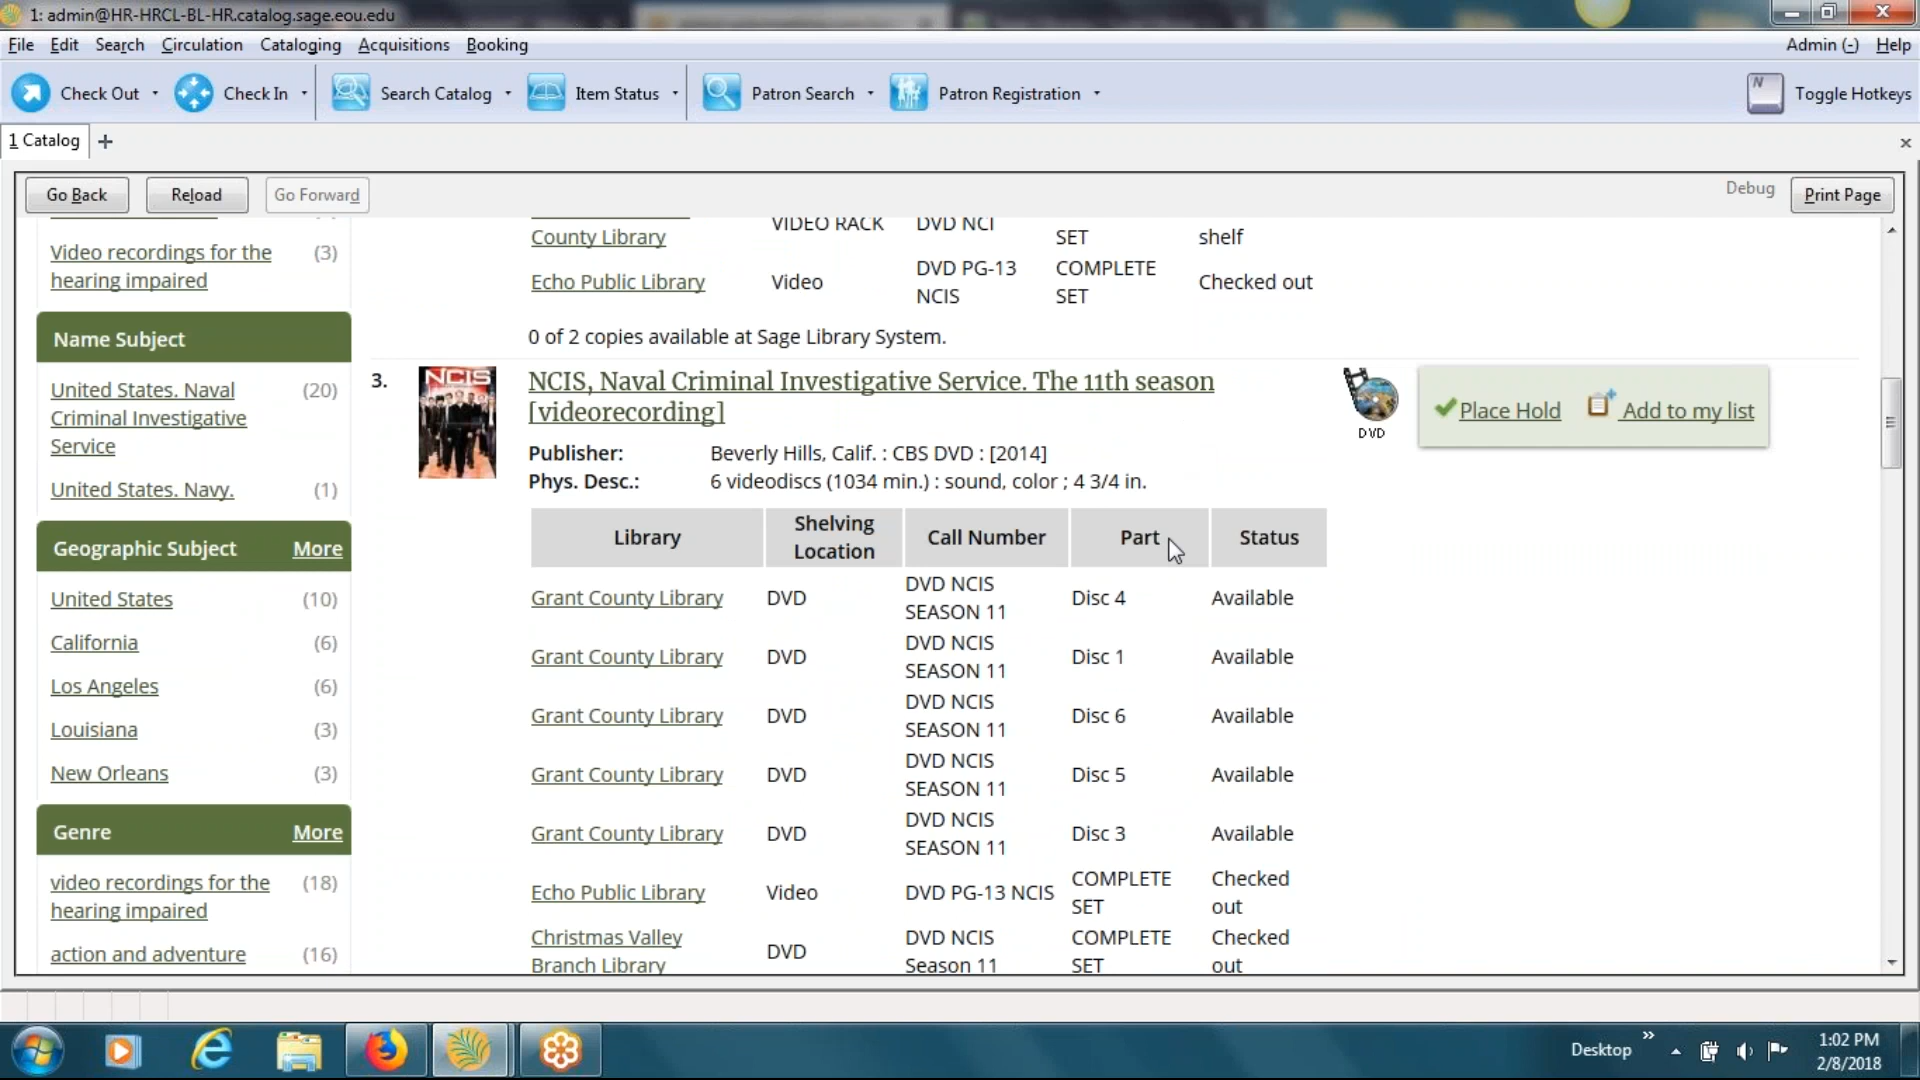 1: admin@HR-HRCL-BL-HR.catalog.sage.eou.edu
File Edit Search Circulation Cataloging Acquisitions Booking Admin (-) Help
Check Out Check In Search Catalog Item Status Patron Search Patron Registration Toggle Hotkeys
1 Catalog
Go Back Reload Go Forward Debug Print Page
Video recordings for the hearing impaired (3)
Name Subject
United States. Naval Criminal Investigative Service (20)
United States. Navy. (1)
Geographic Subject More
United States (10)
California (6)
Los Angeles (6)
Louisiana (3)
New Orleans (3)
Genre More
video recordings for the hearing impaired (18)
action and adventure (16)
County Library VIDEO RACK DVD NCI SET shelf
Echo Public Library Video DVD PG-13 NCIS COMPLETE SET Checked out
0 of 2 copies available at Sage Library System.
3.
NCIS
NCIS, Naval Criminal Investigative Service. The 11th season
[videorecording]
DVD
Place Hold Add to my list
Publisher: Beverly Hills, Calif. : CBS DVD : [2014]
Phys. Desc.: 6 videodiscs (1034 min.) : sound, color ; 4 3/4 in.
Library Shelving Location Call Number Part Status
Grant County Library DVD DVD NCIS SEASON 11 Disc 4 Available
Grant County Library DVD DVD NCIS SEASON 11 Disc 1 Available
Grant County Library DVD DVD NCIS SEASON 11 Disc 6 Available
Grant County Library DVD DVD NCIS SEASON 11 Disc 5 Available
Grant County Library DVD DVD NCIS SEASON 11 Disc 3 Available
Echo Public Library Video DVD PG-13 NCIS COMPLETE SET Checked out
Christmas Valley Branch Library DVD DVD NCIS Season 11 COMPLETE SET Checked out
Desktop
1:02 PM
2/8/2018